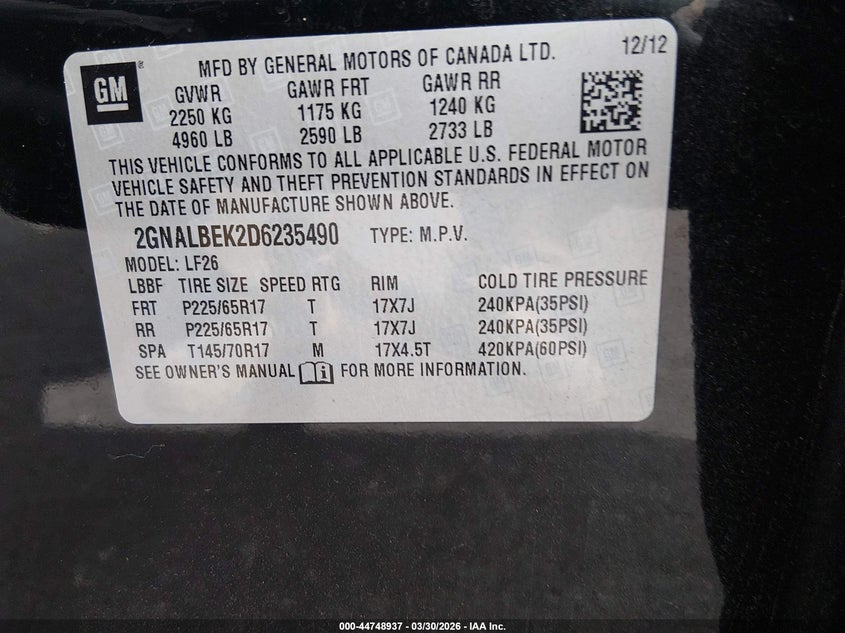 GM
MFD BY GENERAL MOTORS OF CANADA LTD. 12/12
GVWR GAWR FRT GAWR RR
2250 KG 1175 KG 1240 KG
4960 LB 2590 LB 2733 LB
THIS VEHICLE CONFORMS TO ALL APPLICABLE U.S. FEDERAL MOTOR
VEHICLE SAFETY AND THEFT PREVENTION STANDARDS IN EFFECT ON
THE DATE OF MANUFACTURE SHOWN ABOVE.
2GNALBEK2D6235490 TYPE: M.P.V.
MODEL: LF26
LBBF TIRE SIZE SPEED RTG RIM COLD TIRE PRESSURE
FRT P225/65R17 T 17X7J 240KPA(35PSI)
RR P225/65R17 T 17X7J 240KPA(35PSI)
SPA T145/70R17 M 17X4.5T 420KPA(60PSI)
SEE OWNER'S MANUAL FOR MORE INFORMATION.
000-44748937 - 03/30/2026 - IAA Inc.